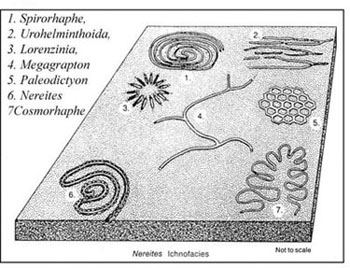 1. Spirorhaphe,
2. Urohelminthoida,
3. Lorenzinia,
4. Megagrapton
5. Paleodictyon
6. Nereites
7Cosmorhaphe
1.
2.
3.
4.
5.
6.
7.
Nereites Ichnofacies
Not to scale